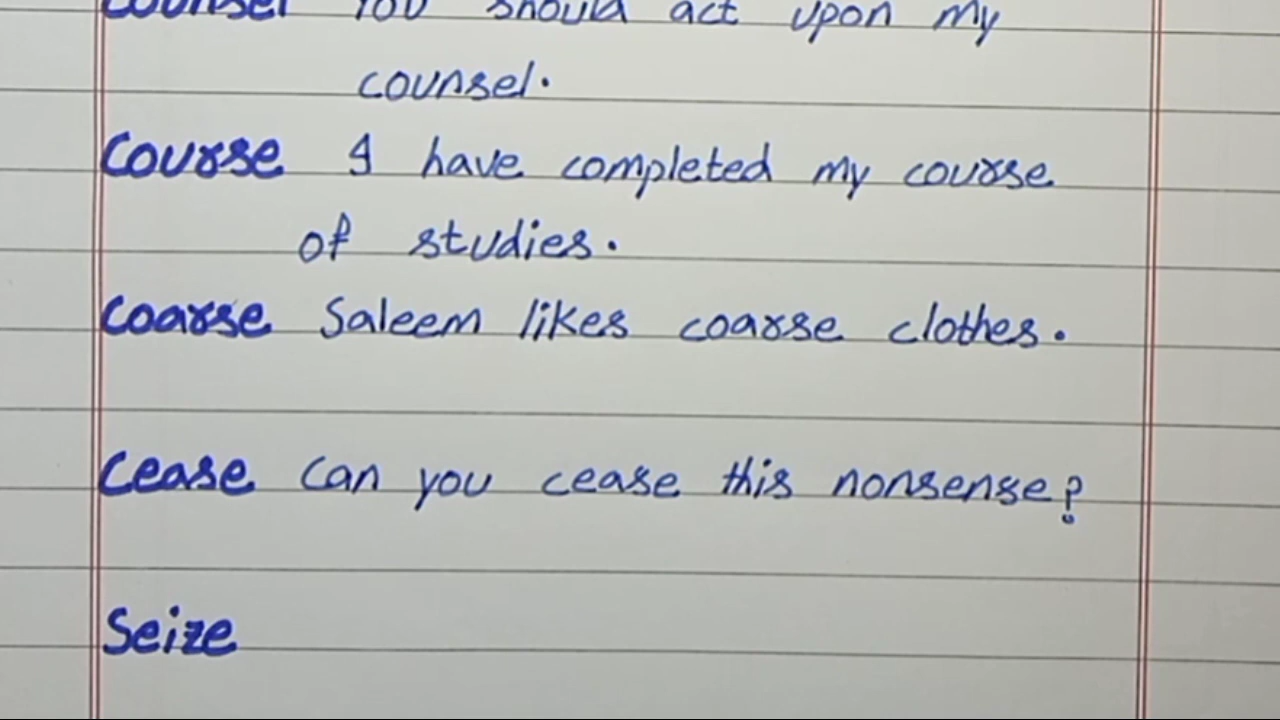 Counsel You should act upon my
counsel.
Course I have completed my course
of studies.
Coarse Saleem likes coarse clothes.
Cease Can you cease this nonsense?
Seize